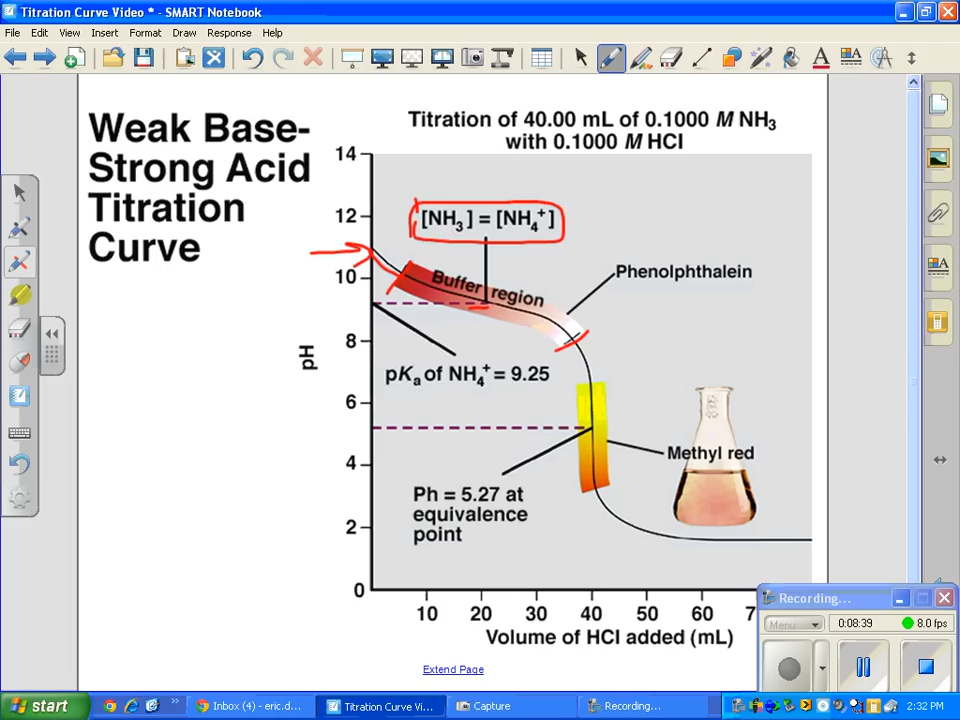 Titration Curve Video * - SMART Notebook
File Edit View Insert Format Draw Response Help
Weak Base-
Strong Acid
Titration
Curve
Titration of 40.00 mL of 0.1000 M NH3
with 0.1000 M HCl
14
12
10
8
6
4
2
0
pH
[NH3] = [NH4+]
Buffer region
Phenolphthalein
pKa of NH4+ = 9.25
Methyl red
Ph = 5.27 at
equivalence
point
10 20 30 40 50 60 7
Volume of HCl added (mL)
Extend Page
Recording...
Menu 0:08:39 8.0 fps
start Inbox (4) - eric.d... Titration Curve Vi... Capture Recording... 2:32 PM